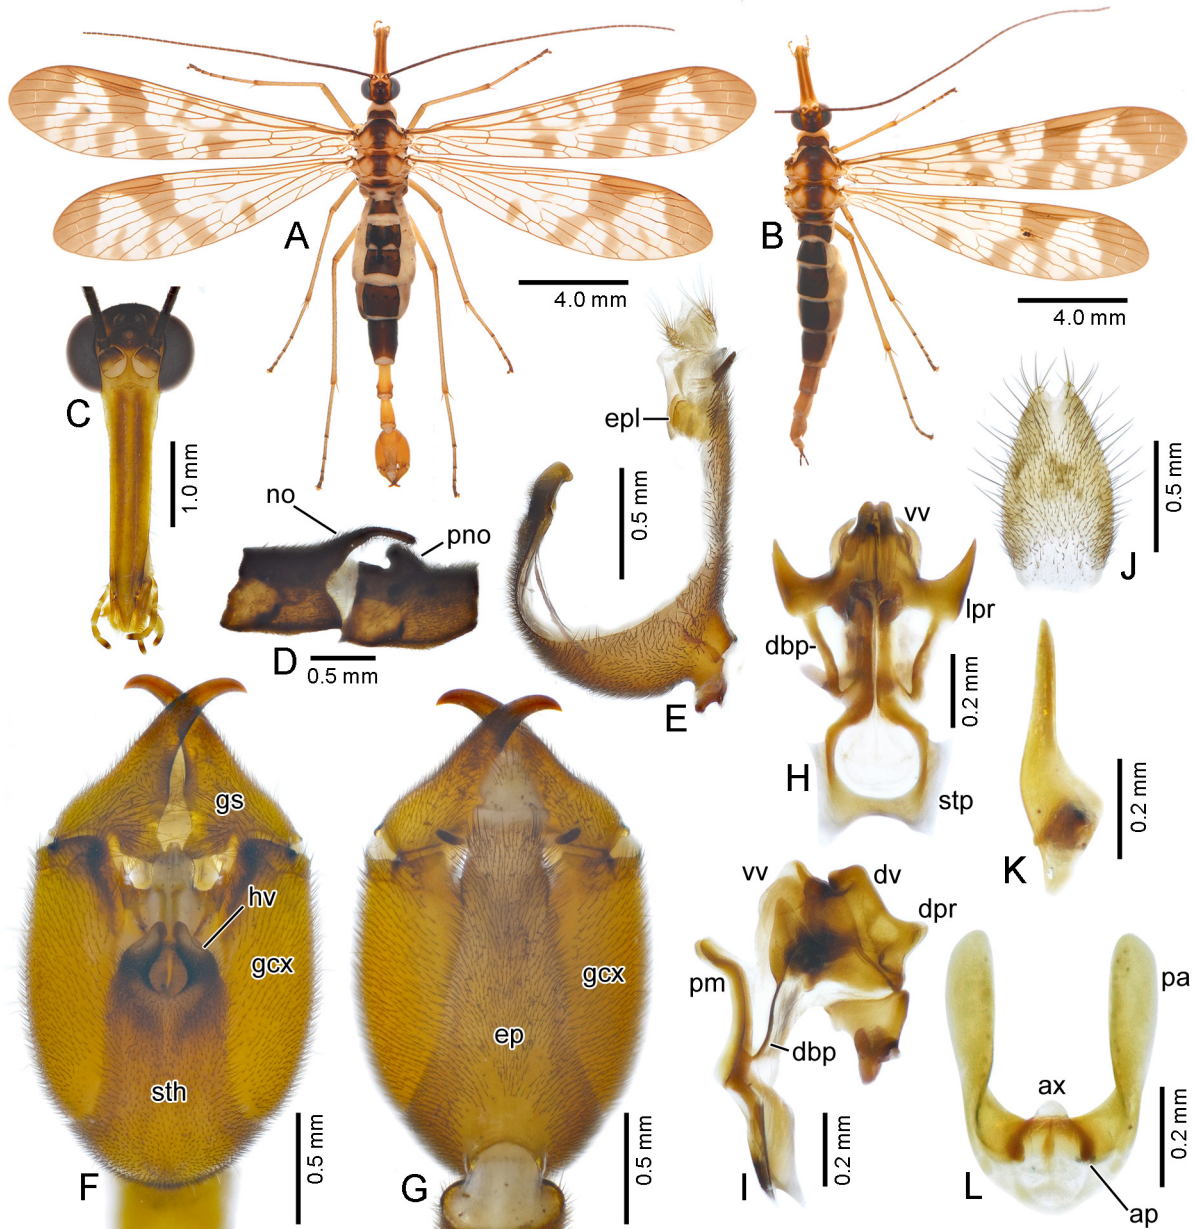 A
4.0 mm
B
4.0 mm
C
1.0 mm
no
pno
D
0.5 mm
epl
0.5 mm
E
vv
lpr
dbp-
0.2 mm
H
stp
J
0.5 mm
K
0.2 mm
gs
hv
gcx
sth
F
0.5 mm
gcx
ep
G
0.5 mm
vv
dv
dpr
pm
dbp
I
0.2 mm
pa
ax
ap
L
0.2 mm